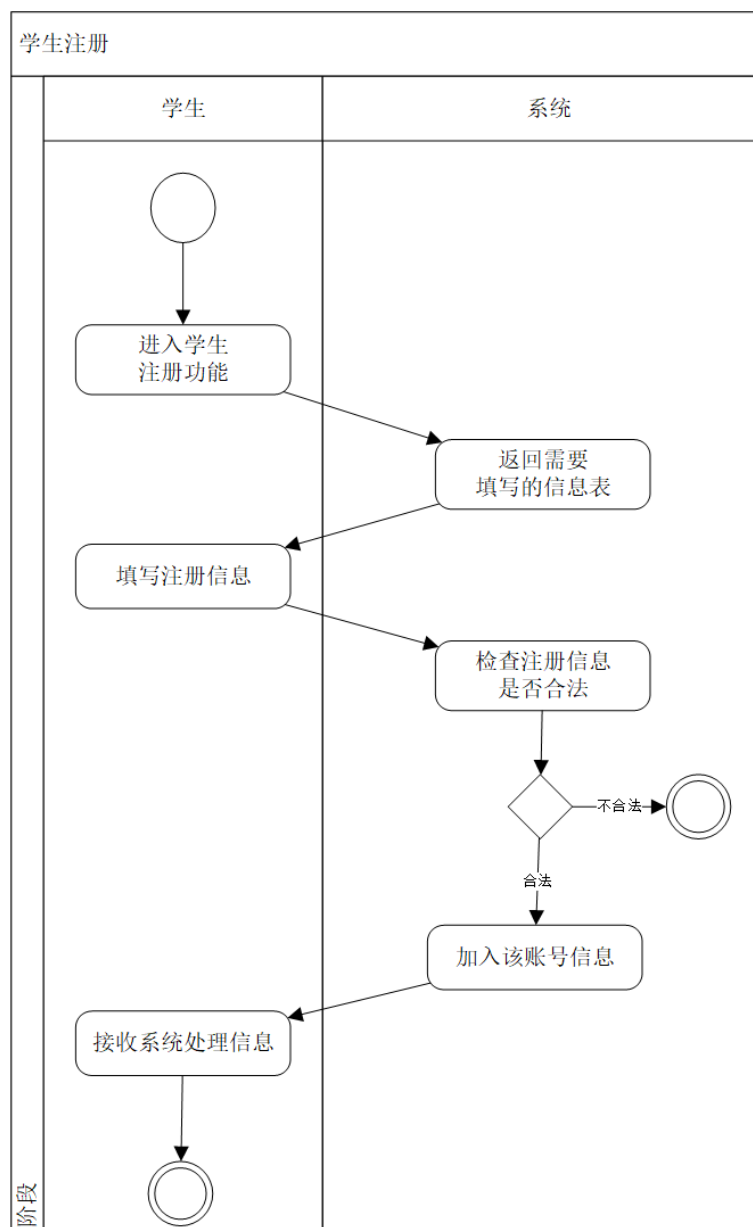 学生注册
学生
系统
进入学生
注册功能
返回需要
填写的信息表
填写注册信息
检查注册信息
是否合法
不合法
合法
加入该账号信息
接收系统处理信息
阶段